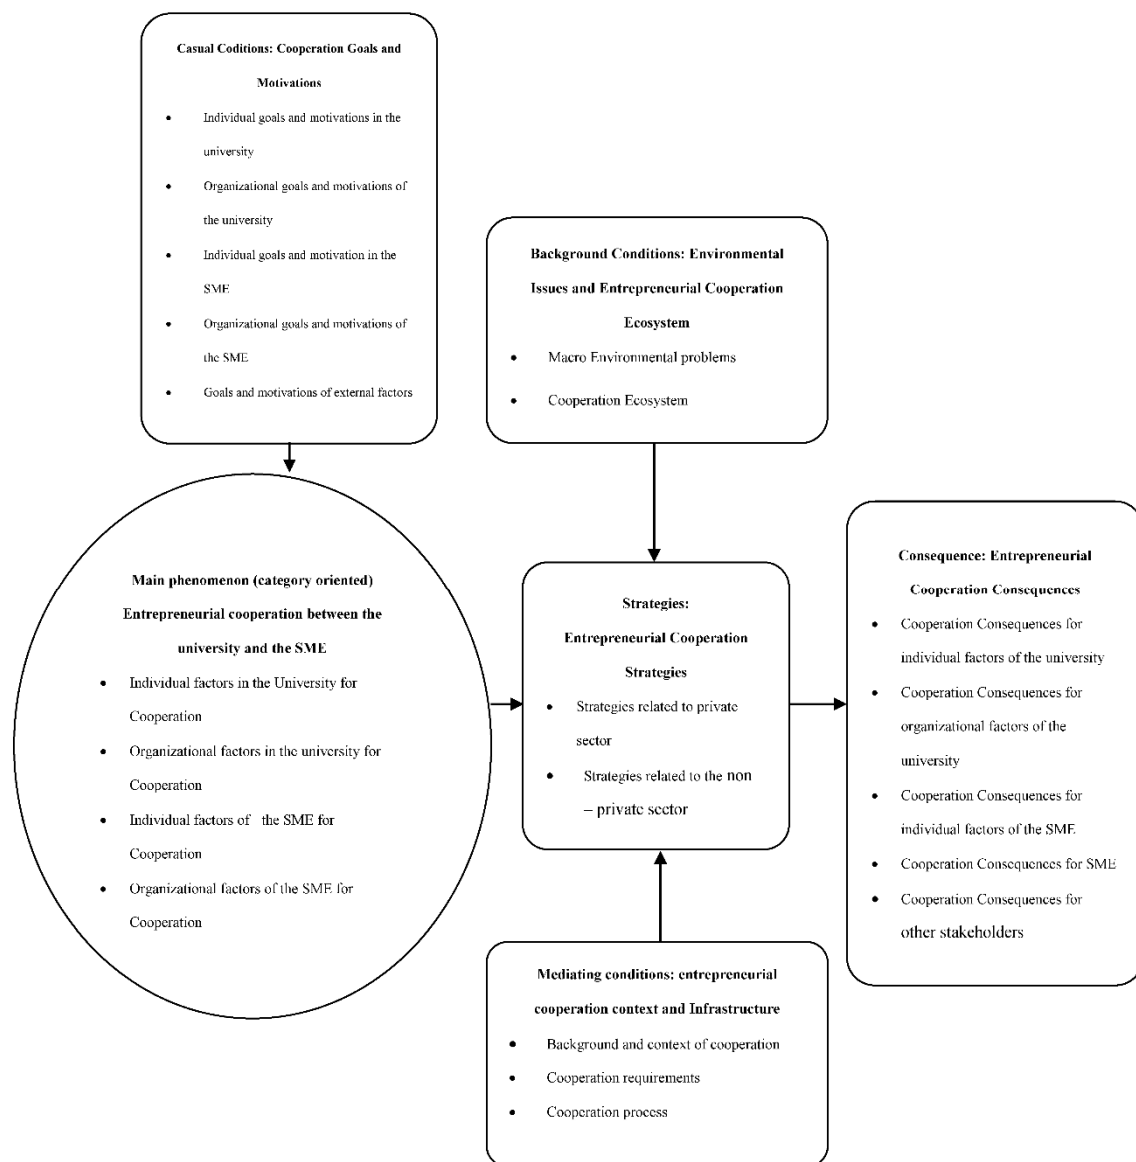 Casual Coditions: Cooperation Goals and
Motivations
• Individual goals and motivations in the
university
• Organizational goals and motivations of
the university
• Individual goals and motivation in the
SME
• Organizational goals and motivations of
the SME
• Goals and motivations of external factors
Background Conditions: Environmental
Issues and Entrepreneurial Cooperation
Ecosystem
• Macro Environmental problems
• Cooperation Ecosystem
Main phenomenon (category oriented)
Entrepreneurial cooperation between the
university and the SME
• Individual factors in the University for
Cooperation
• Organizational factors in the university for
Cooperation
• Individual factors of the SME for
Cooperation
• Organizational factors of the SME for
Cooperation
Strategies:
Entrepreneurial Cooperation
Strategies
• Strategies related to private
sector
• Strategies related to the non
– private sector
Consequence: Entrepreneurial
Cooperation Consequences
• Cooperation Consequences for
individual factors of the university
• Cooperation Consequences for
organizational factors of the
university
• Cooperation Consequences for
individual factors of the SME
• Cooperation Consequences for SME
• Cooperation Consequences for
other stakeholders
Mediating conditions: entrepreneurial
cooperation context and Infrastructure
• Background and context of cooperation
• Cooperation requirements
• Cooperation process